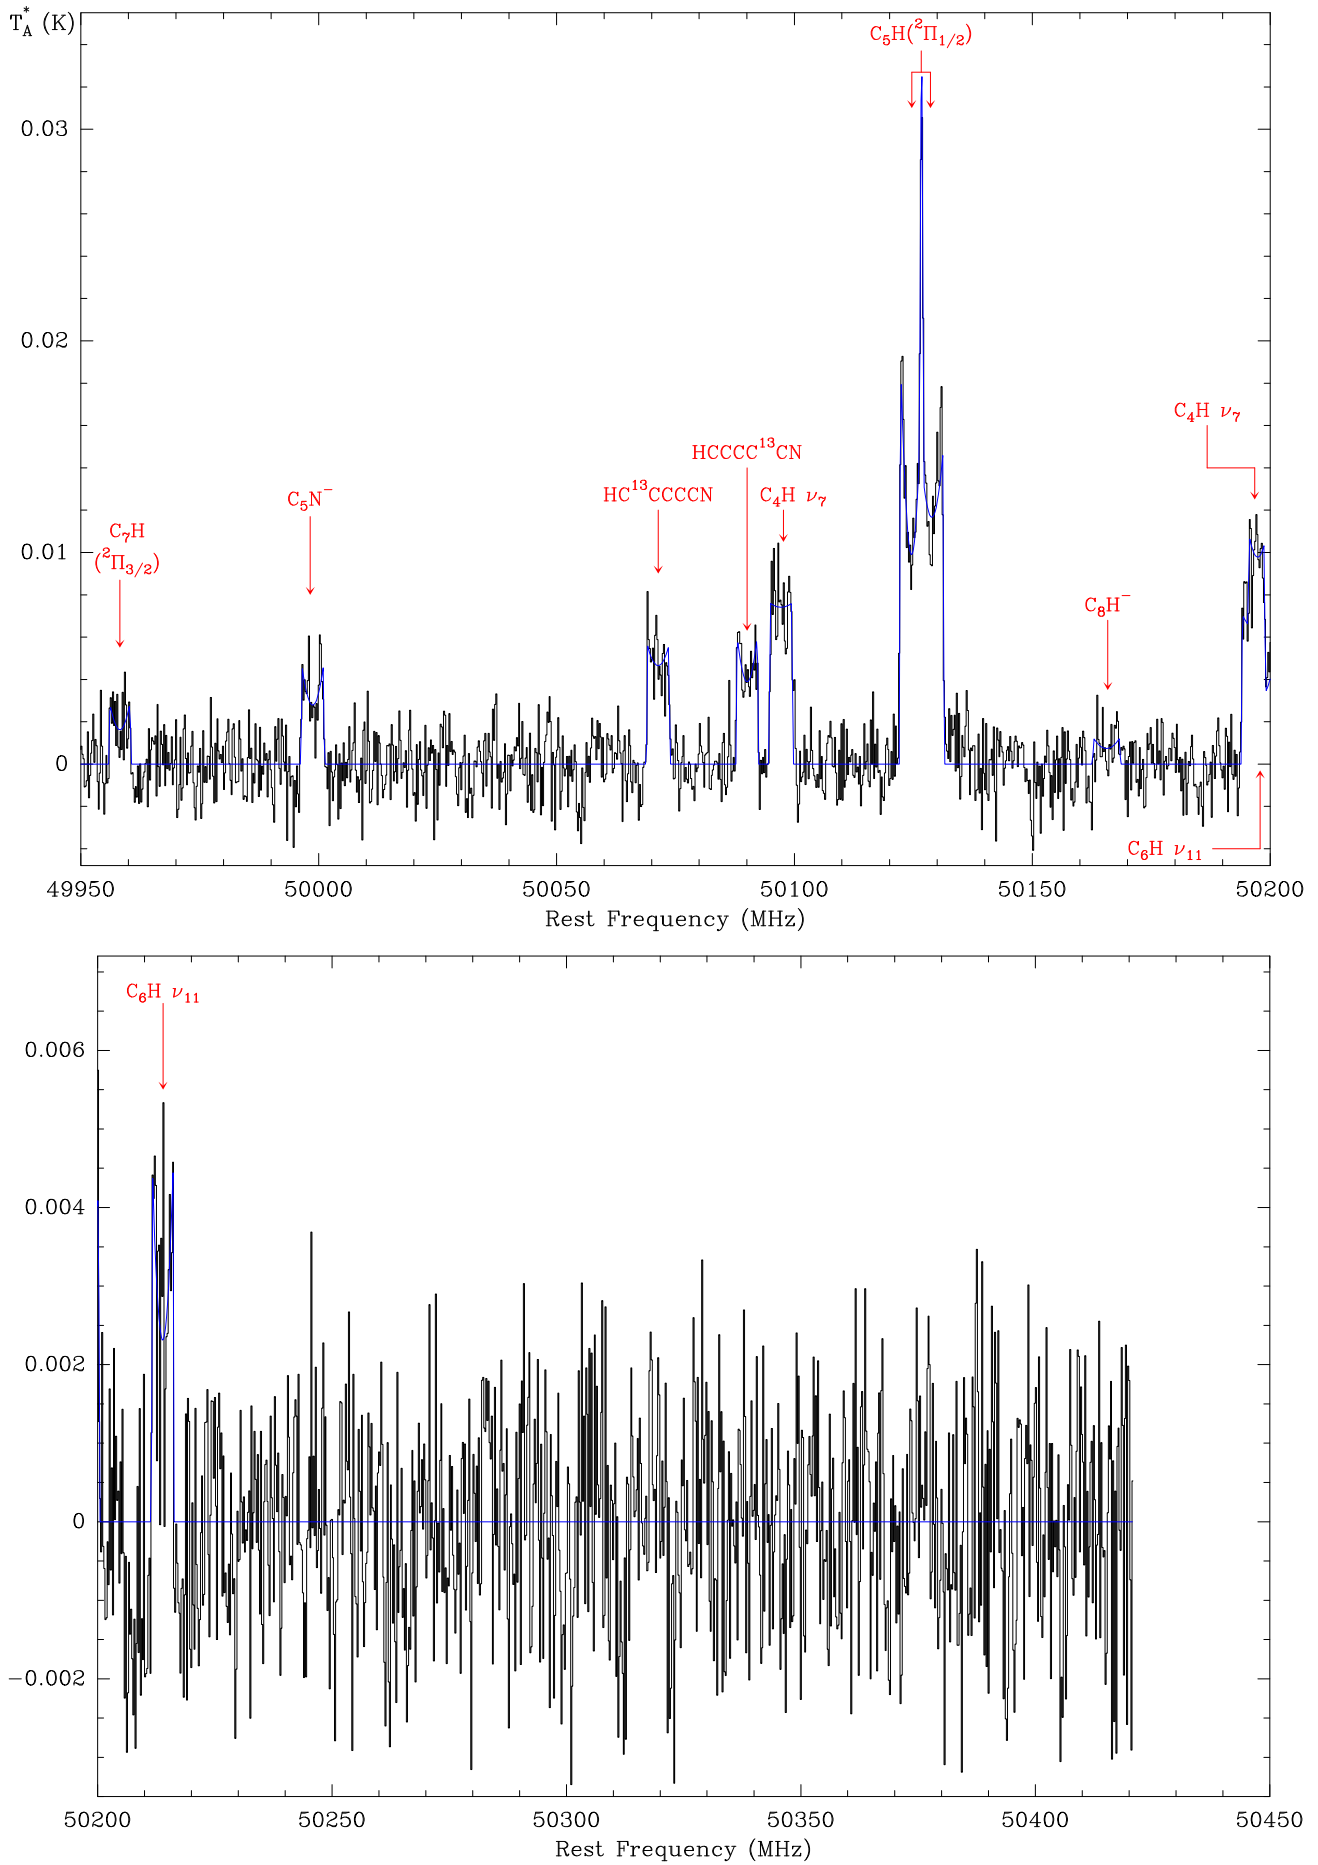 T*A (K)
C5H(2Π1/2)
0.03
0.02
C4H ν7
HCCCC13CN
HC13CCCCN
C4H ν7
C5N−
C7H
(2Π3/2)
0.01
C8H−
0
C6H ν11
49950 50000 50050 50100 50150 50200
Rest Frequency (MHz)
C6H ν11
0.006
0.004
0.002
0
−0.002
50200 50250 50300 50350 50400 50450
Rest Frequency (MHz)